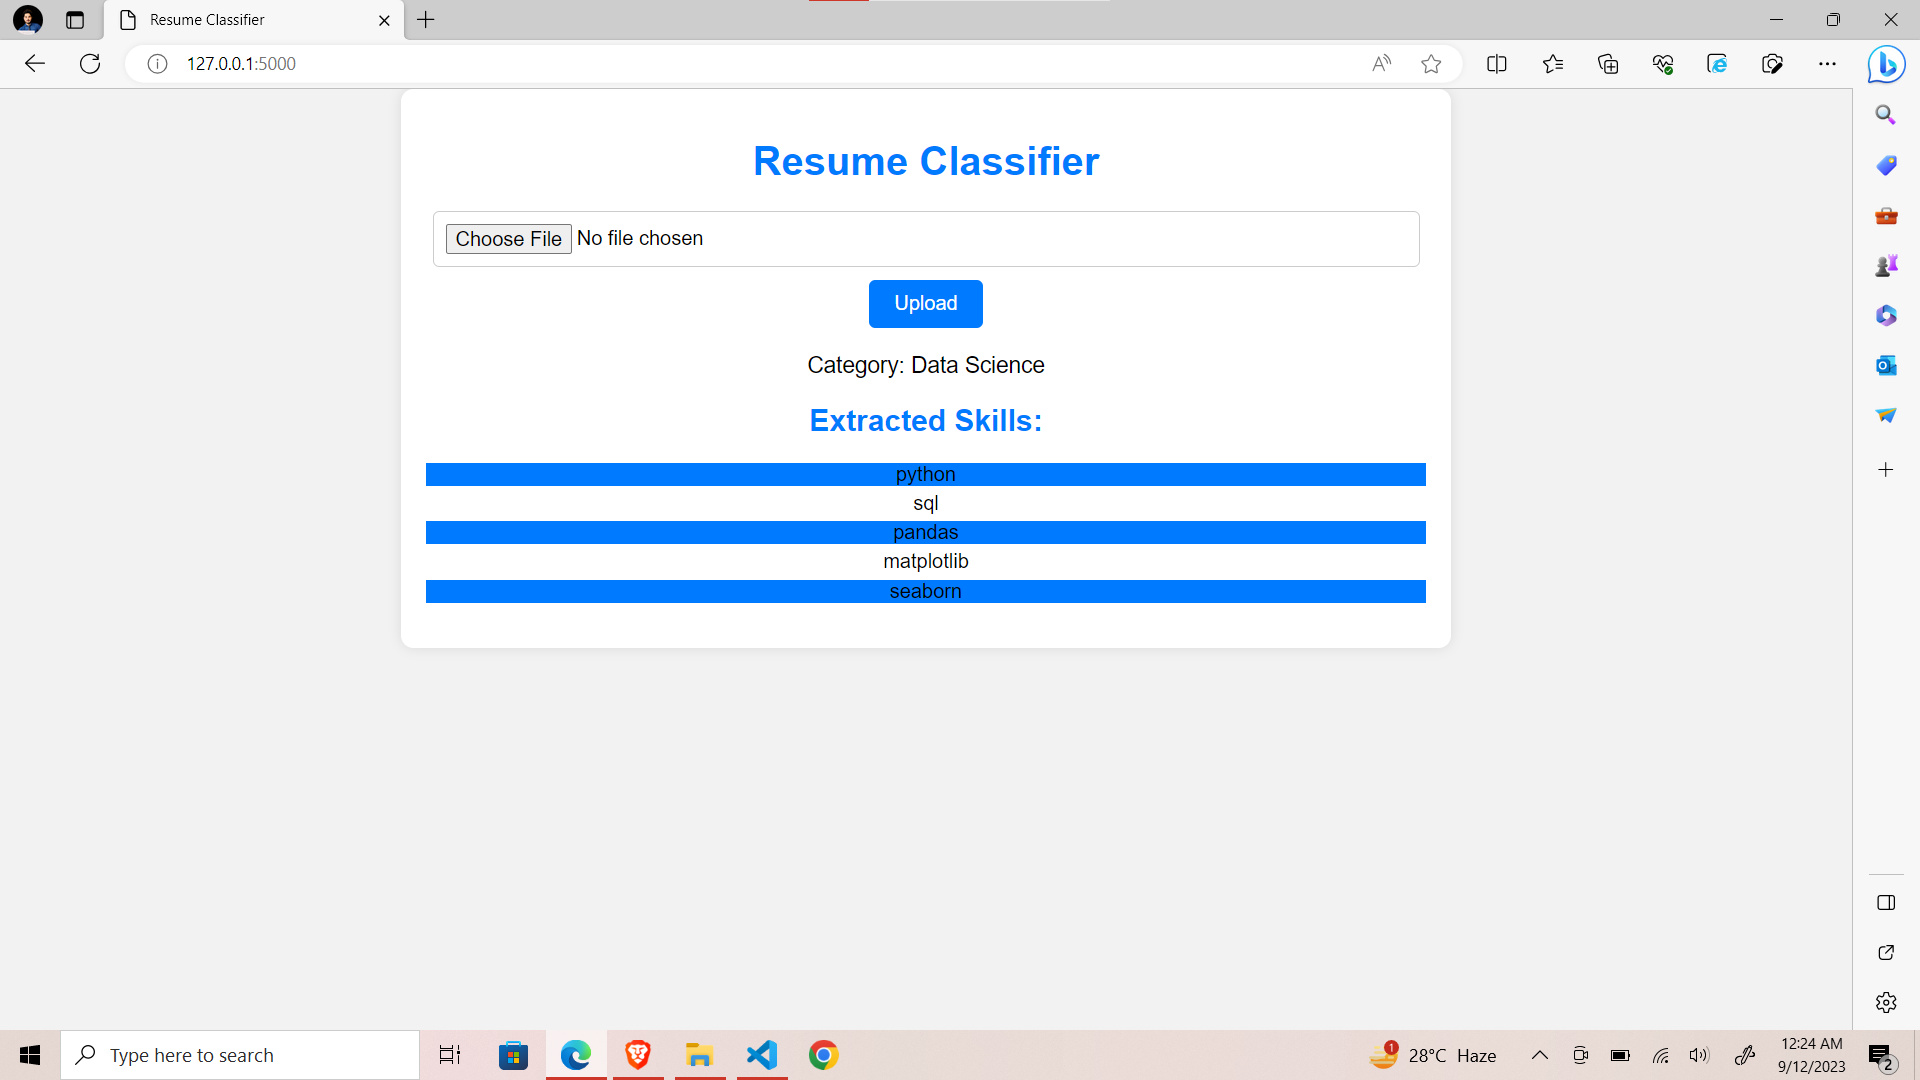 Resume Classifier
127.0.0.1:5000
Resume Classifier
Choose File No file chosen
Upload
Category: Data Science
Extracted Skills:
python
sql
pandas
matplotlib
seaborn
Type here to search
1
28°C Haze
12:24 AM
9/12/2023
2